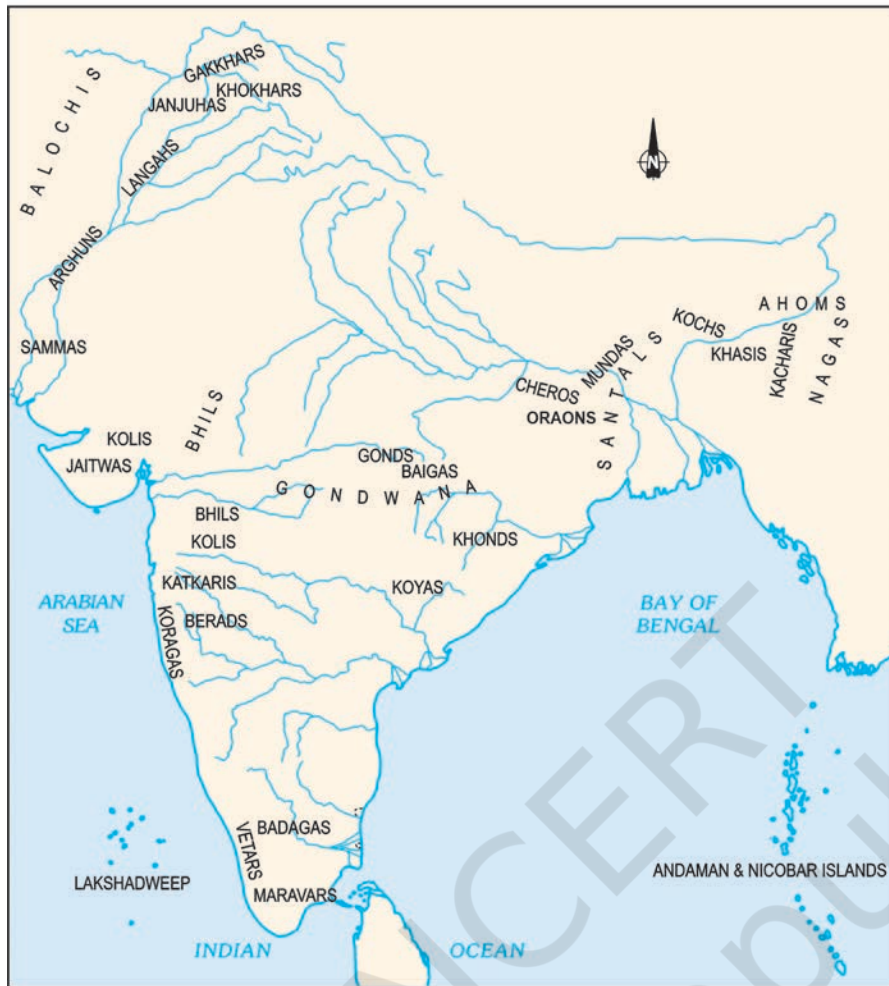 GAKKHARS
KHOKHARS
JANJUHAS
BALOCHIS
LANGAHS
N
ARGHUNS
AHOMS
KOCHS
SAMMAS
KHASIS
KACHARIS
NAGAS
MUNDAS
CHEROS
SANTALS
ORAONS
BHILS
KOLIS
JAITWAS
GONDS
BAIGAS
GONDWANA
BHILS
KOLIS
KHONDS
KATKARIS
KOYAS
ARABIAN
SEA
BAY OF
BENGAL
KORAGAS
BERADS
BADAGAS
VETARS
LAKSHADWEEP
MARAVARS
ANDAMAN & NICOBAR ISLANDS
INDIAN
OCEAN
NCERT